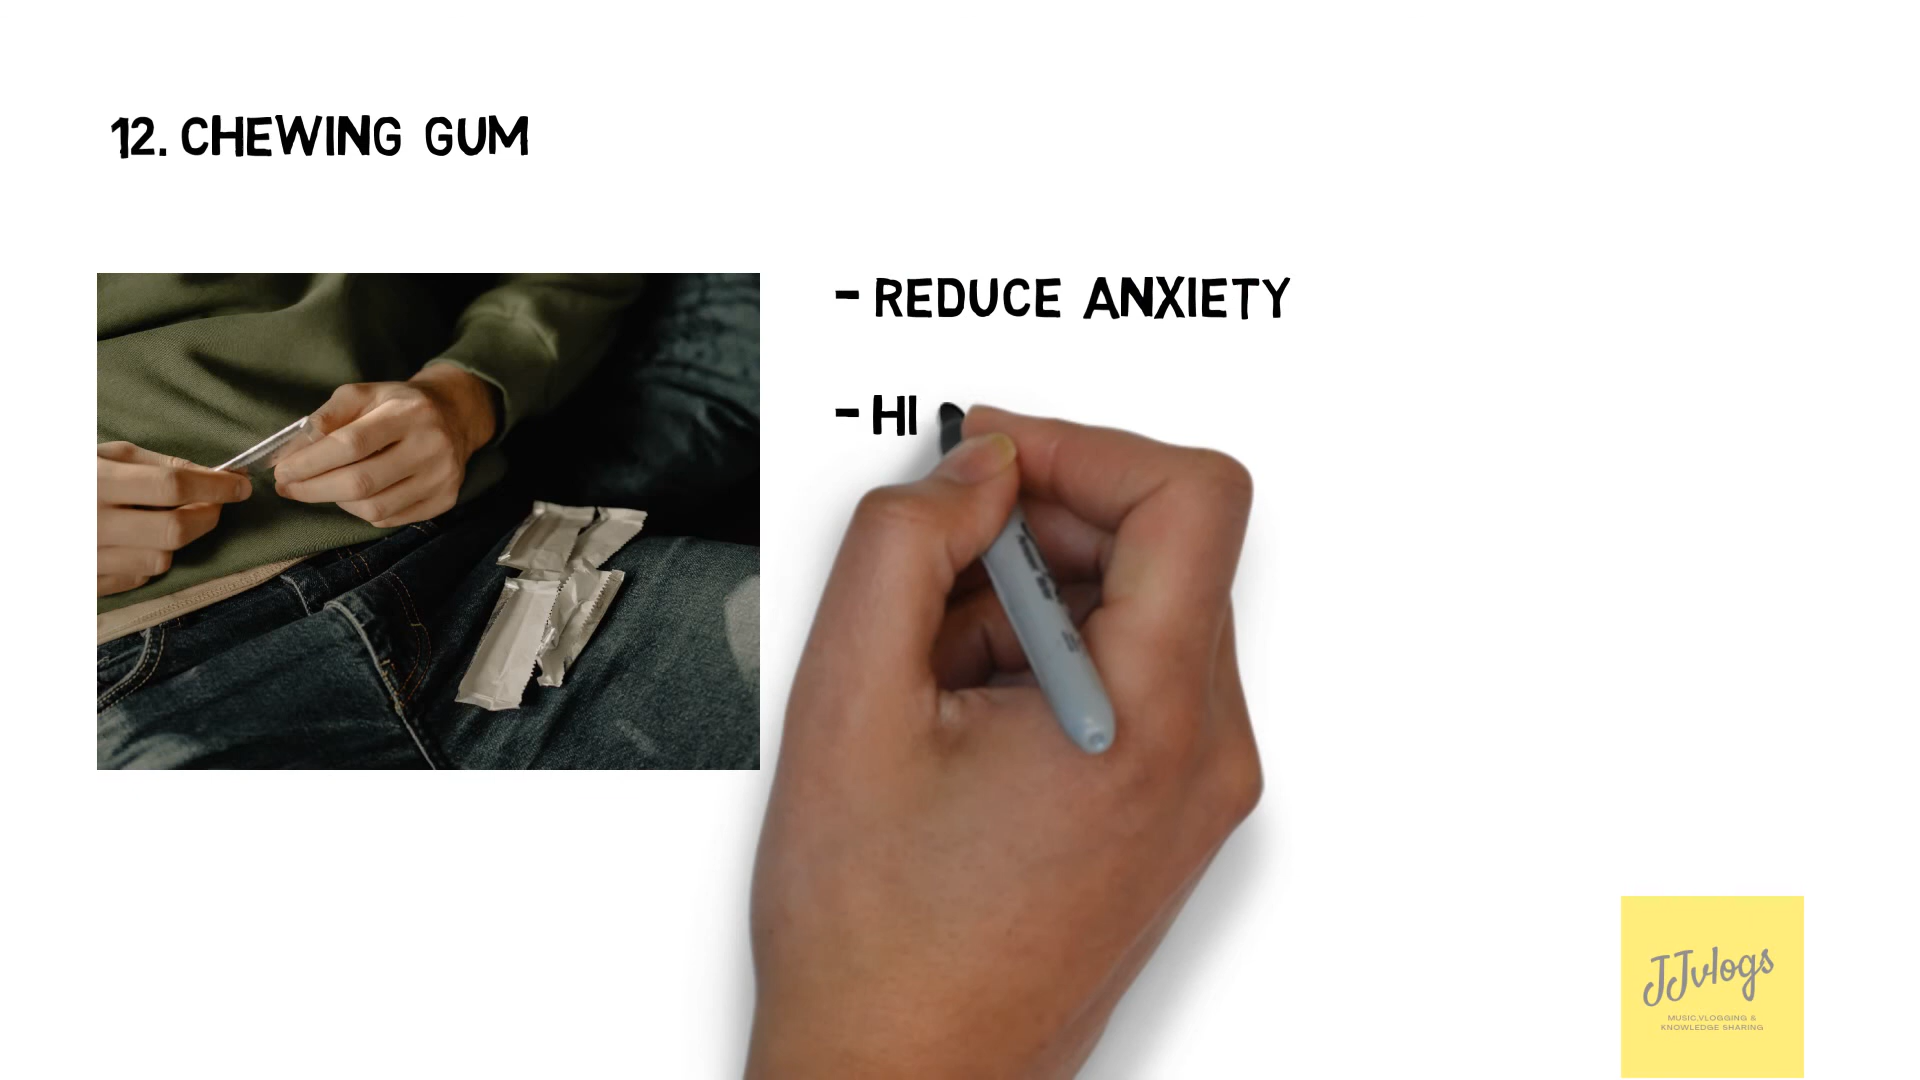 12. CHEWING GUM
- REDUCE ANXIETY
- HI
JJvlogs
MUSIC,VLOGGING &
KNOWLEDGE SHARING